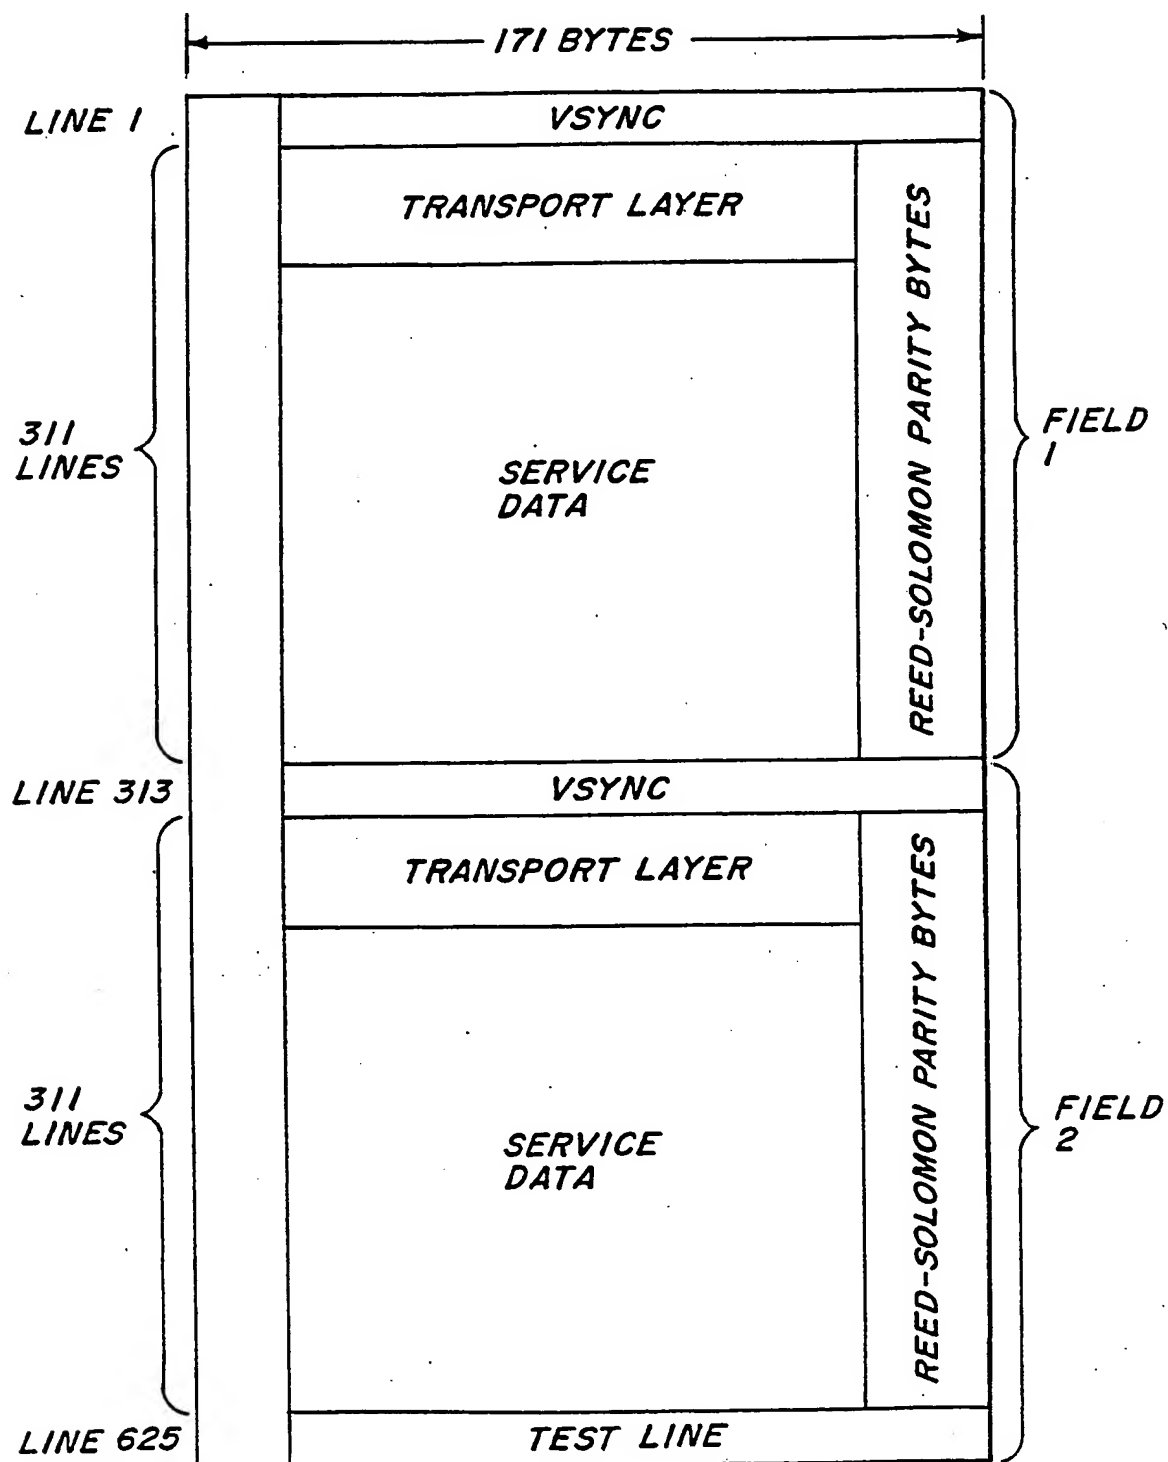 171 BYTES
LINE 1
VSYNC
TRANSPORT LAYER
REED-SOLOMON PARITY BYTES
311
LINES
SERVICE
DATA
FIELD
1
LINE 313
VSYNC
TRANSPORT LAYER
REED-SOLOMON PARITY BYTES
311
LINES
SERVICE
DATA
FIELD
2
LINE 625
TEST LINE